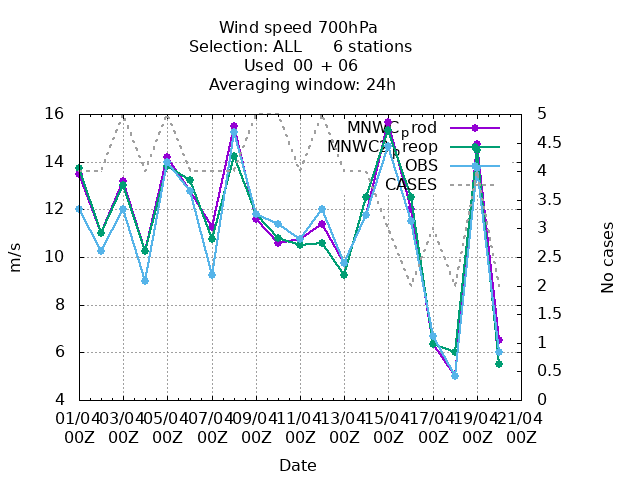 Wind speed 700hPa
Selection: ALL 6 stations
Used 00 + 06
Averaging window: 24h
16 5
MNWC_prod
4.5
MNWC2_preop
14 4
OBS
CASES
3.5
12
3
10 2.5
m/s
No cases
8 2
1.5
6 1
0.5
4 0
01/04 03/04 05/04 07/04 09/04 11/04 13/04 15/04 17/04 19/04 21/04
00Z 00Z 00Z 00Z 00Z 00Z 00Z 00Z 00Z 00Z 00Z
Date